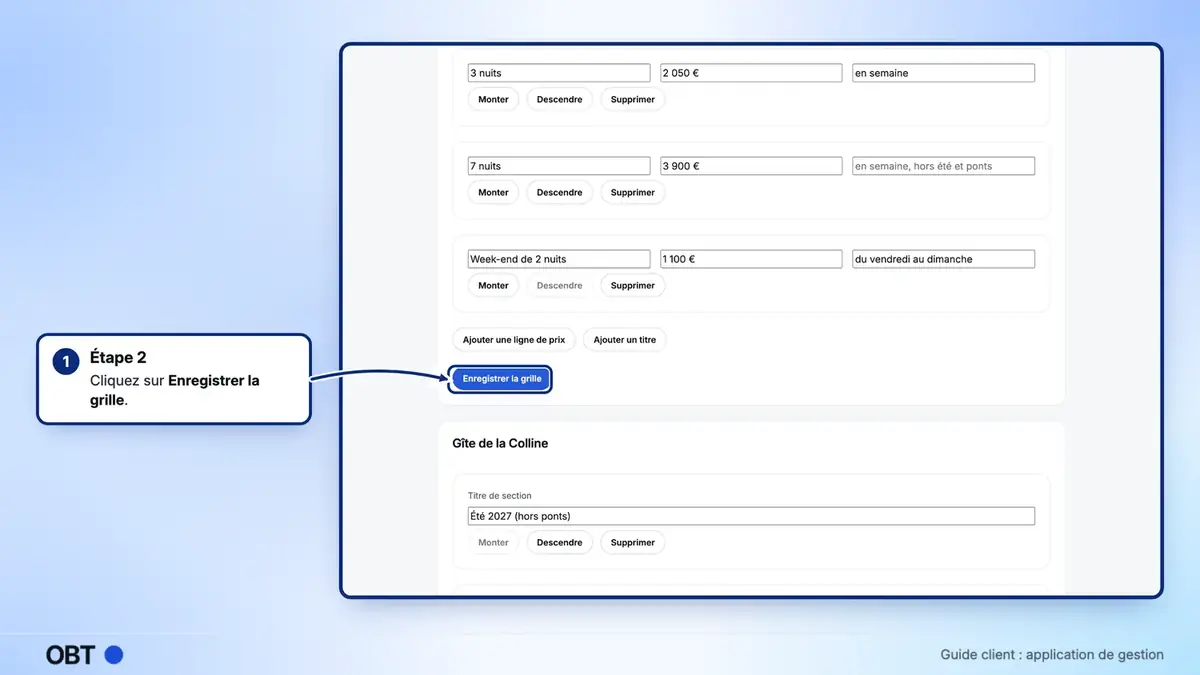 3 nuits 2 050 € en semaine
Monter Descendre Supprimer
7 nuits 3 900 € en semaine, hors été et ponts
Monter Descendre Supprimer
Week-end de 2 nuits 1 100 € du vendredi au dimanche
Monter Descendre Supprimer
Ajouter une ligne de prix Ajouter un titre
1 Étape 2
Cliquez sur Enregistrer la
grille.
Enregistrer la grille
Gîte de la Colline
Titre de section
Été 2027 (hors ponts)
Monter Descendre Supprimer
OBT
Guide client : application de gestion